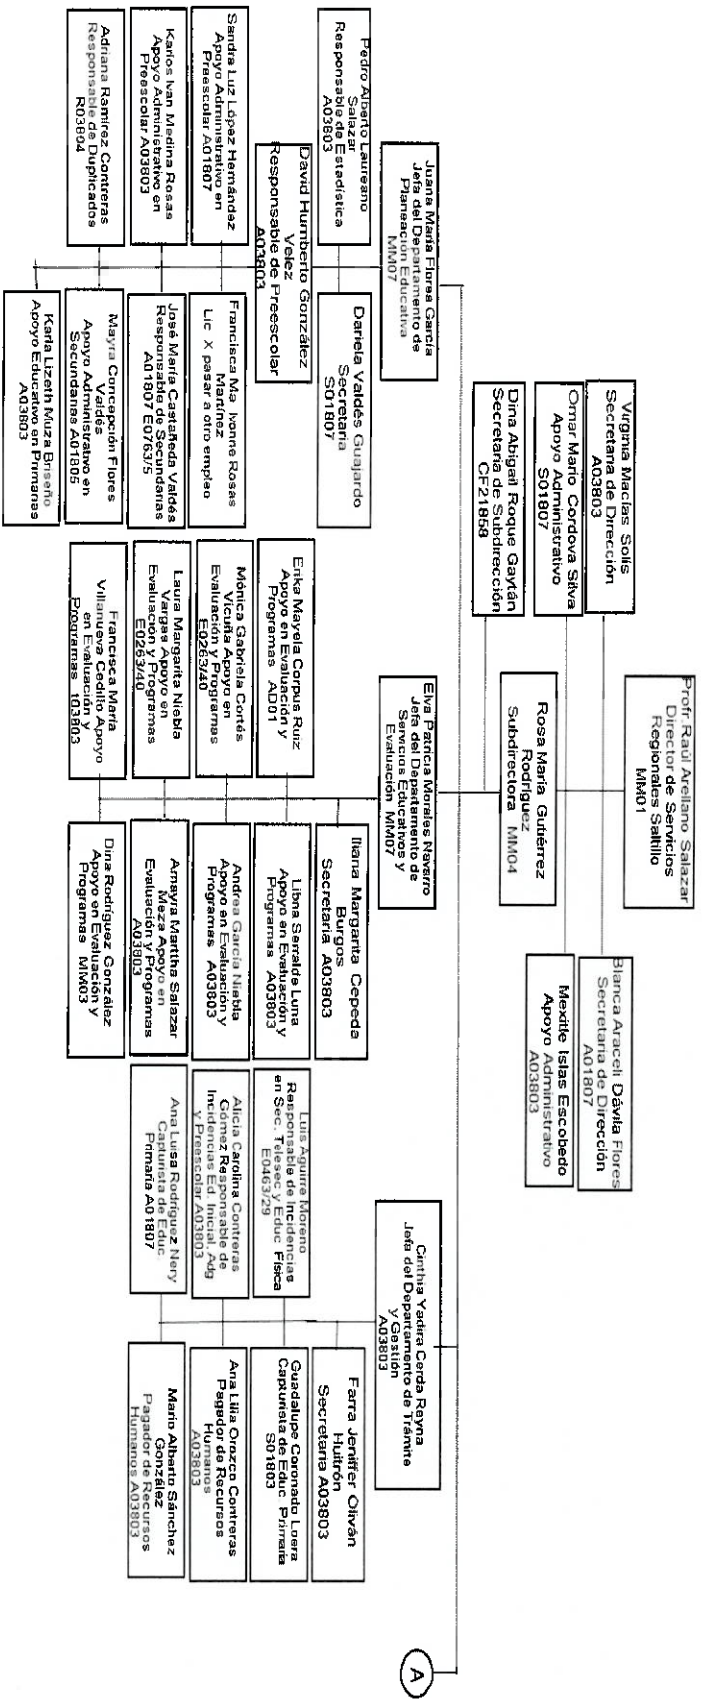 Profr.Raúl Arellano Salazar
Director de Servicios
Regionales Saltillo
MM01
Virginia Macías Solís
Secretaria de Dirección
A03803
Blanca Araceli Dávila Flores
Secretaria de Dirección
A01807
Omar Mario Cordova Silva
Apoyo Administrativo
S01807
Mexitle Islas Escobedo
Apoyo Administrativo
A03803
Rosa María Gutiérrez
Rodríguez
Subdirectora MM04
Dina Abigail Roque Gaytán
Secretaria de Subdirección
CF21858
Juana María Flores García
Jefa del Departamento de
Planeación Educativa
MM07
Pedro Alberto Laureano
Salazar
Responsable de Estadística
A03803
Dariela Valdés Guajardo
Secretaria
S01807
David Humberto González
Velez
Responsable de Preescolar
A03803
Sandra Luz López Hernández
Apoyo Administrativo en
Preescolar A01807
Francisca Ma Ivonne Rosas
Martínez
Lic X pasar a otro empleo
Karlos Ivan Medina Rosas
Apoyo Administrativo en
Preescolar A03803
José María Castañeda Valdés
Responsable de Secundarias
A01807 E0763/5
Adriana Ramírez Contreras
Responsable de Duplicados
R03804
Mayra Concepción Flores
Valdés
Apoyo Administrativo en
Secundarias A01805
Karla Lizeth Muza Briseño
Apoyo Educativo en Primarias
A03803
Elva Patricia Morales Navarro
Jefa del Departamento de
Servicios Educativos y
Evaluación MM07
Iliana Margarita Cepeda
Burgos
Secretaria A03803
Erika Mayela Corpus Ruiz
Apoyo en Evaluación y
Programas AD01
Libna Serralde Luna
Apoyo en Evaluación y
Programas A03803
Mónica Gabriela Cortés
Vicuña Apoyo en
Evaluación y Programas
E0263/40
Andrea García Niebla
Apoyo en Evaluación y
Programas A03803
Laura Margarita Niebla
Vargas Apoyo en
Evaluación y Programas
E0263/40
Amayra Martiha Salazar
Meza Apoyo en
Evaluación y Programas
A03803
Francisca María
Villanueva Cedillo Apoyo
en Evaluación y
Programas 103803
Dina Rodríguez González
Apoyo en Evaluación y
Programas MM03
Cinthia Yadira Cerda Reyna
Jefa del Departamento de Trámite
y Gestión
A03803
Farra Jeniffer Oliván
Huitrón
Secretaria A03803
Luis Aguirre Moreno
Responsable de Incidencias
en Sec. Telesec y Educ Física
E0463/29
Guadalupe Coronado Luera
Capturista de Educ. Primaria
S01803
Alicia Carolina Contreras
Gómez Responsable de
Incidencias Ed Inicial, Adg
y Preescolar A03803
Ana Lilia Orozco Contreras
Pagador de Recursos
Humanos
A03803
Ana Luisa Rodríguez Nery
Capturista de Educ.
Primaria A01807
Mario Alberto Sánchez
González
Pagador de Recursos
Humanos A03803
A